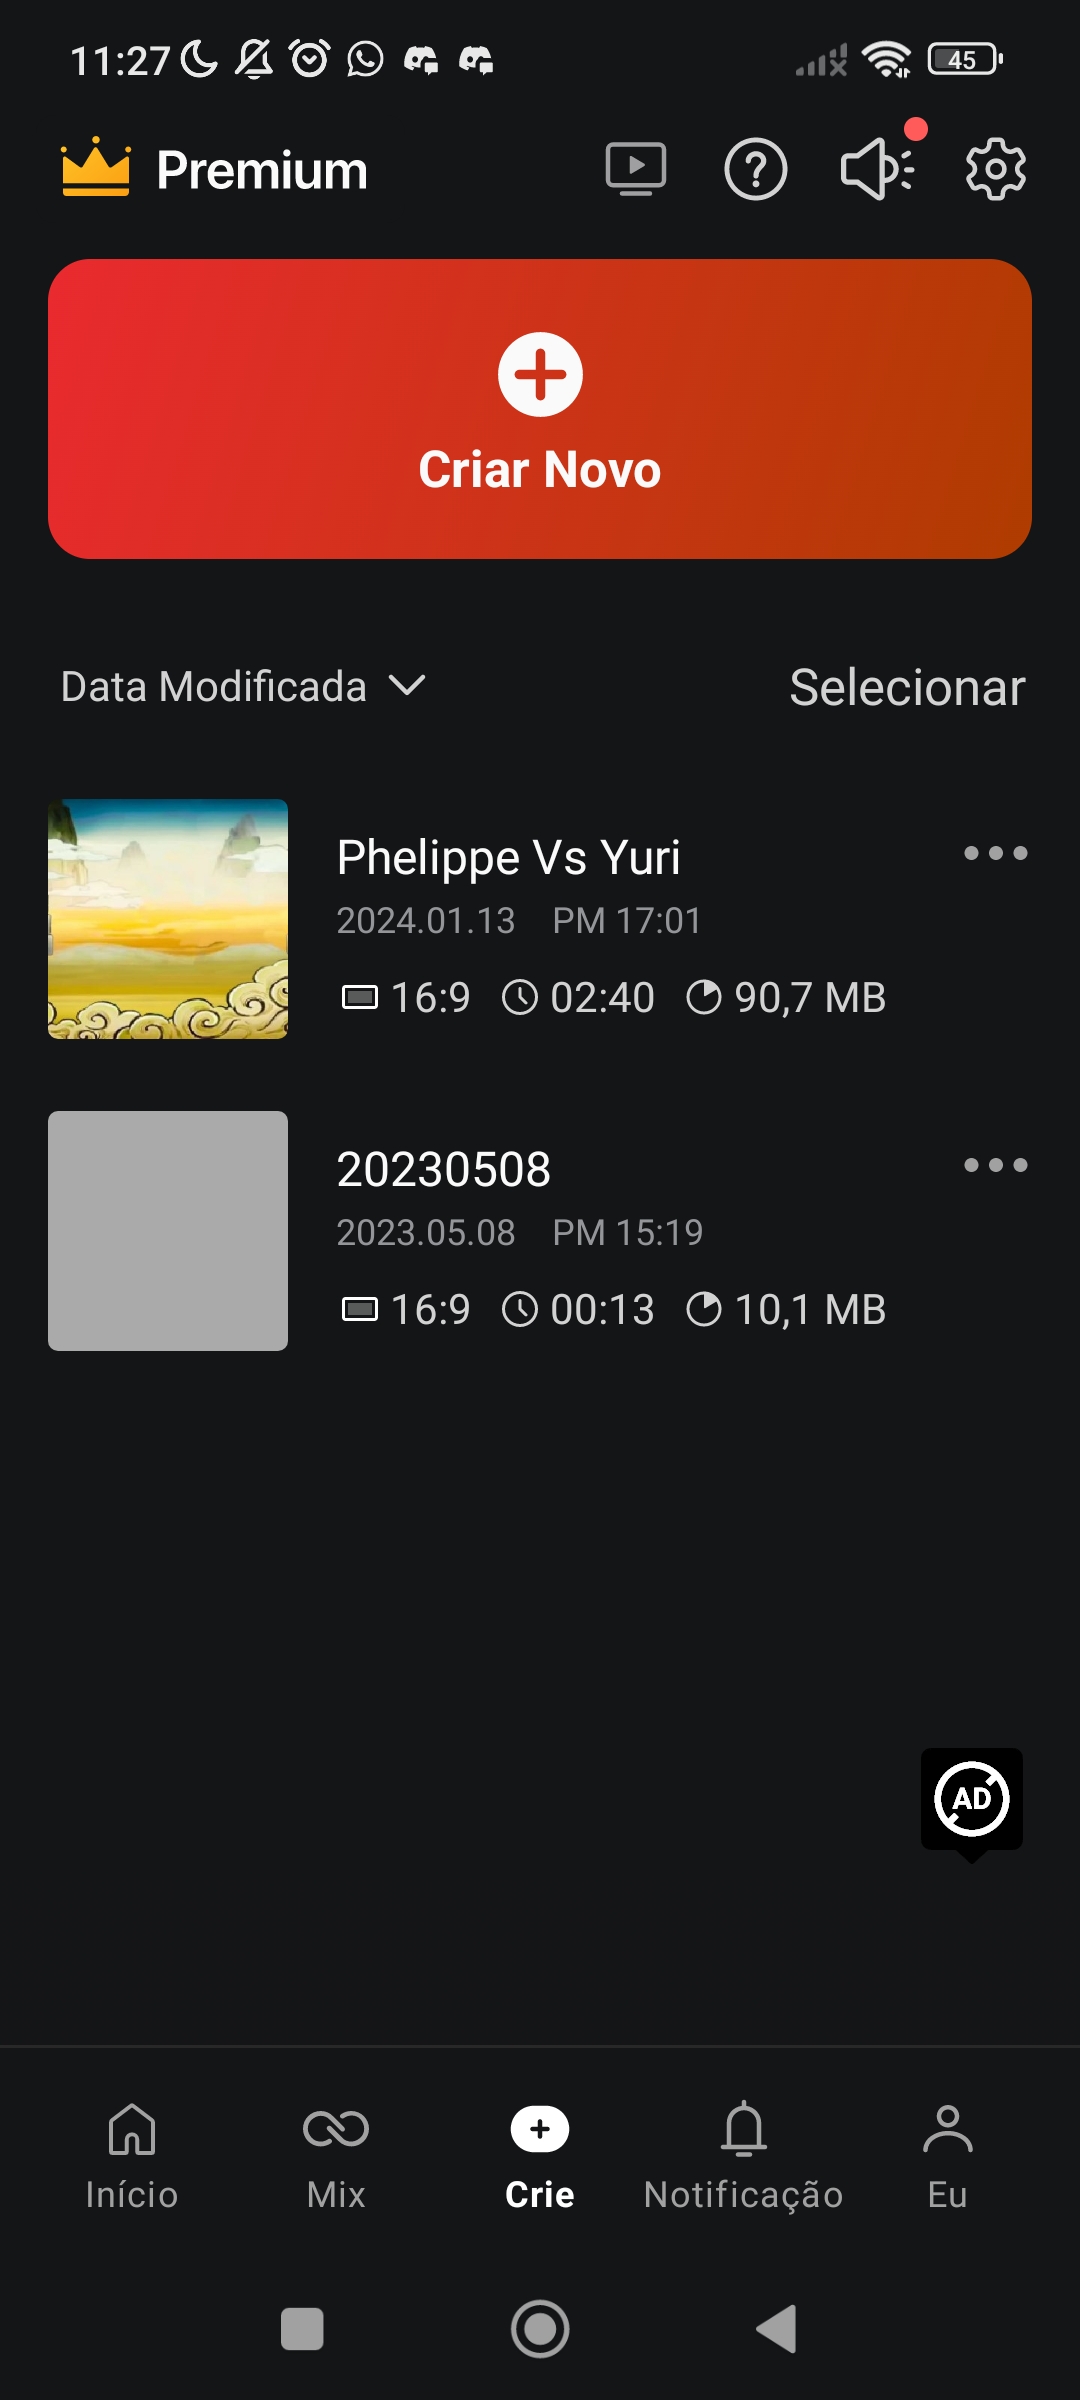 11:27
45
Premium
Criar Novo
Data Modificada
Selecionar
Phelippe Vs Yuri
2024.01.13 PM 17:01
16:9 02:40 90,7 MB
20230508
2023.05.08 PM 15:19
16:9 00:13 10,1 MB
AD
Início
Mix
Crie
Notificação
Eu